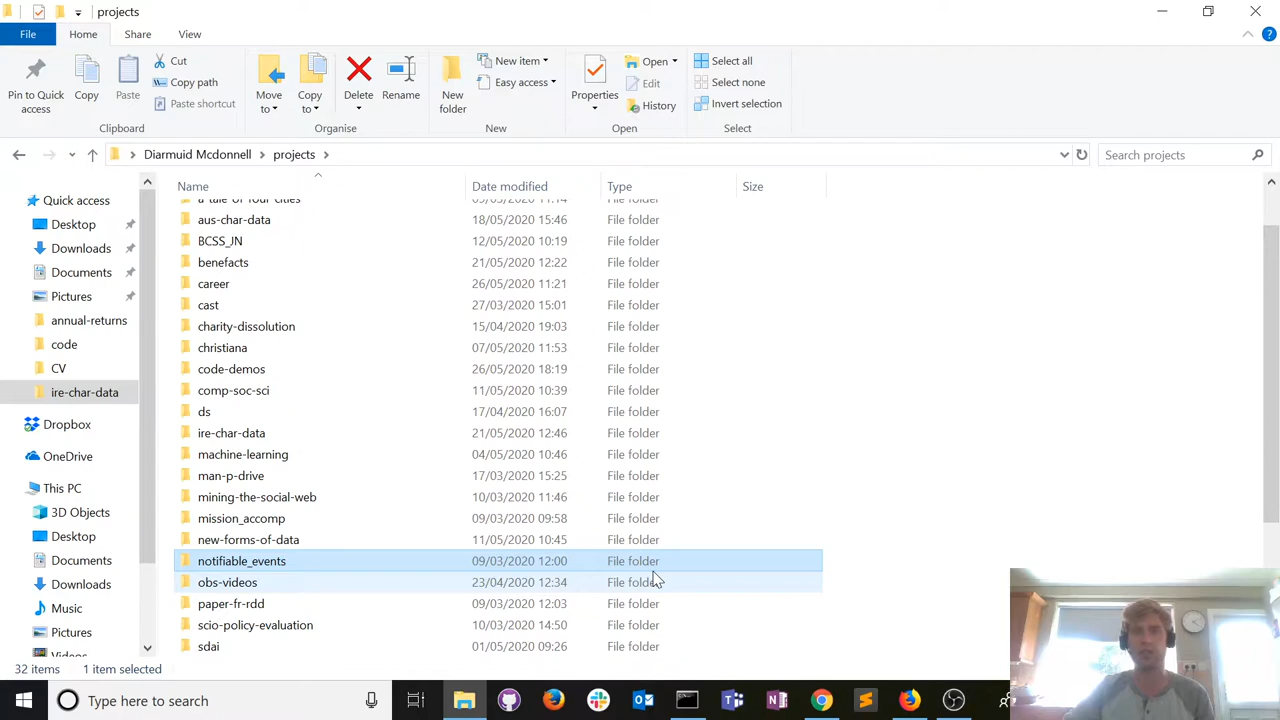 projects
File Home Share View
Pin to Quick access
Copy
Paste
Cut
Copy path
Paste shortcut
Clipboard
Move to
Copy to
Delete
Rename
Organise
New folder
New item
Easy access
New
Properties
Open
Edit
History
Open
Select all
Select none
Invert selection
Select
Diarmuid Mcdonnell projects
Search projects
Quick access
Desktop
Downloads
Documents
Pictures
annual-returns
code
CV
ire-char-data
Dropbox
OneDrive
This PC
3D Objects
Desktop
Documents
Downloads
Music
Pictures
Videos
Name Date modified Type Size
a-tale-of-four-cities 09/03/2020 11:14 File folder
aus-char-data 18/05/2020 15:46 File folder
BCSS_JN 12/05/2020 10:19 File folder
benefacts 21/05/2020 12:22 File folder
career 26/05/2020 11:21 File folder
cast 27/03/2020 15:01 File folder
charity-dissolution 15/04/2020 19:03 File folder
christiana 07/05/2020 11:53 File folder
code-demos 26/05/2020 18:19 File folder
comp-soc-sci 11/05/2020 10:39 File folder
ds 17/04/2020 16:07 File folder
ire-char-data 21/05/2020 12:46 File folder
machine-learning 04/05/2020 10:46 File folder
man-p-drive 17/03/2020 15:25 File folder
mining-the-social-web 10/03/2020 11:46 File folder
mission_accomp 09/03/2020 09:58 File folder
new-forms-of-data 11/05/2020 10:45 File folder
notifiable_events 09/03/2020 12:00 File folder
obs-videos 23/04/2020 12:34 File folder
paper-fr-rdd 09/03/2020 12:03 File folder
scio-policy-evaluation 10/03/2020 14:50 File folder
sdai 01/05/2020 09:26 File folder
32 items 1 item selected
Type here to search